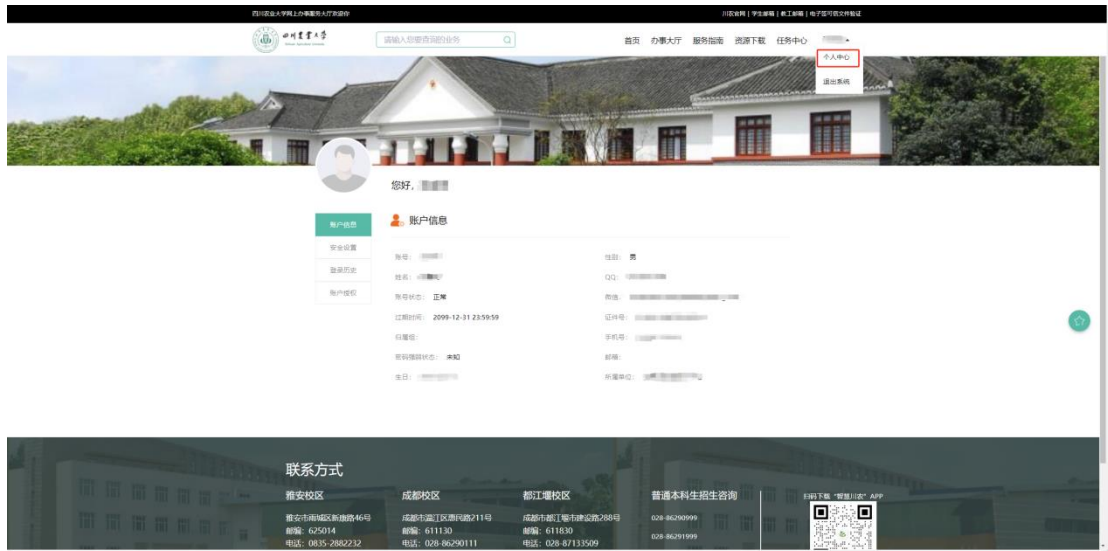 四川农业大学网上办事服务大厅欢迎你
川农官网 | 学生邮箱 | 教工邮箱 | 电子签可信文件验证
四川农业大学
请输入您要查询的业务
首页 办事大厅 服务指南 资源下载 任务中心
个人中心
退出系统
您好，
账户信息
安全设置
登录历史
账户授权
账户信息
账号：
性别： 男
姓名：
QQ：
账号状态： 正常
微信：
过期时间： 2099-12-31 23:59:59
证件号：
归属组：
手机号：
密码强弱状态： 未知
邮箱：
生日：
所属单位：
联系方式
雅安校区
雅安市雨城区新康路46号
邮编：625014
电话：0835-2882232
成都校区
成都市温江区惠民路211号
邮编：611130
电话：028-86290111
都江堰校区
成都市都江堰市建设路288号
邮编：611830
电话：028-87133509
普通本科生招生咨询
028-86290999
028-86291999
扫码下载“智慧川农”APP